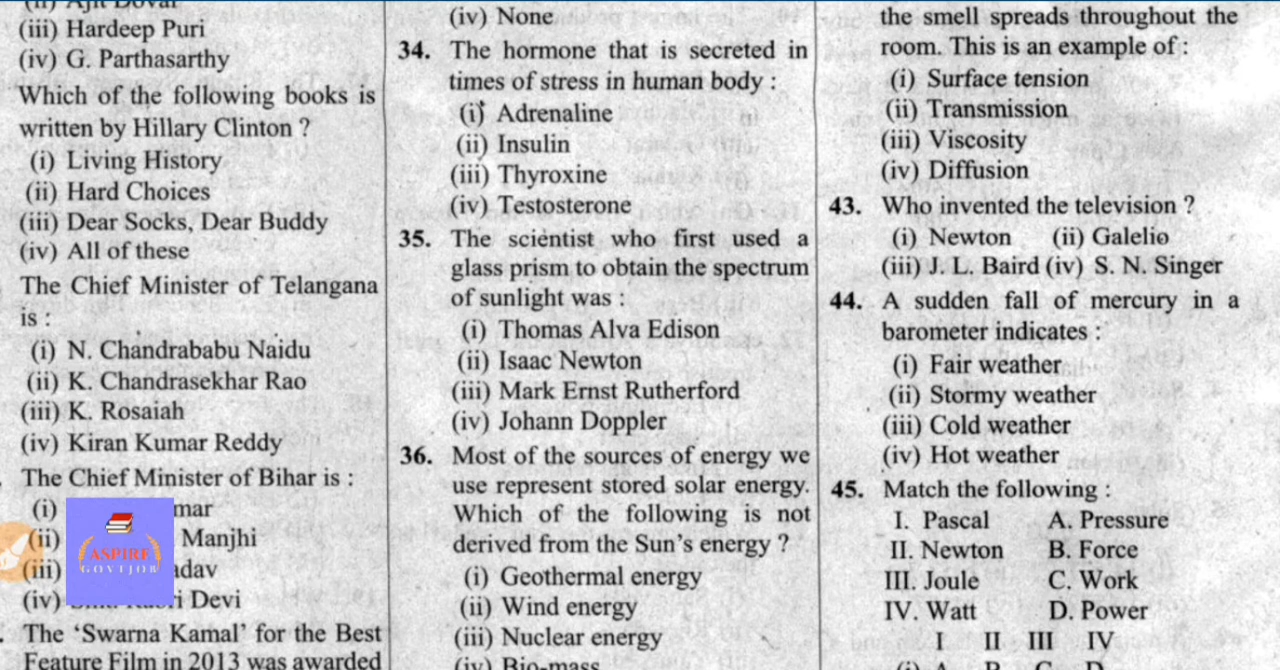 (iii) Hardeep Puri
(iv) G. Parthasarthy
Which of the following books is
written by Hillary Clinton ?
(i) Living History
(ii) Hard Choices
(iii) Dear Socks, Dear Buddy
(iv) All of these
The Chief Minister of Telangana
is :
(i) N. Chandrababu Naidu
(ii) K. Chandrasekhar Rao
(iii) K. Rosaiah
(iv) Kiran Kumar Reddy
The Chief Minister of Bihar is :
(i)
(ii) Manjhi
(iii)
(iv) Devi
ASPIRE
GOVTJOB
The ‘Swarna Kamal’ for the Best
Feature Film in 2013 was awarded
(iv) None
34. The hormone that is secreted in
times of stress in human body :
(i) Adrenaline
(ii) Insulin
(iii) Thyroxine
(iv) Testosterone
35. The scientist who first used a
glass prism to obtain the spectrum
of sunlight was :
(i) Thomas Alva Edison
(ii) Isaac Newton
(iii) Mark Ernst Rutherford
(iv) Johann Doppler
36. Most of the sources of energy we
use represent stored solar energy.
Which of the following is not
derived from the Sun’s energy ?
(i) Geothermal energy
(ii) Wind energy
(iii) Nuclear energy
(iv) Bio-mass
the smell spreads throughout the
room. This is an example of :
(i) Surface tension
(ii) Transmission
(iii) Viscosity
(iv) Diffusion
43. Who invented the television ?
(i) Newton (ii) Galelio
(iii) J. L. Baird (iv) S. N. Singer
44. A sudden fall of mercury in a
barometer indicates :
(i) Fair weather
(ii) Stormy weather
(iii) Cold weather
(iv) Hot weather
45. Match the following :
I. Pascal A. Pressure
II. Newton B. Force
III. Joule C. Work
IV. Watt D. Power
II III IV
(i) A B C D